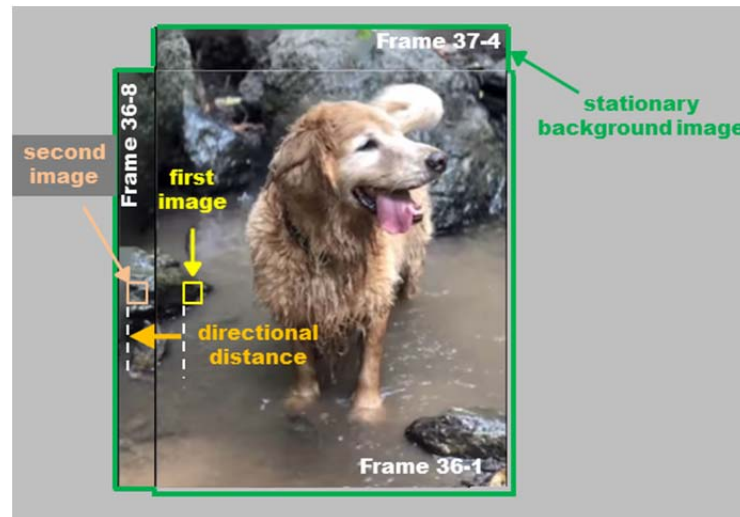 Frame 37-4
Frame 36-8
stationary
background image
second
image
first
image
directional
distance
Frame 36-1